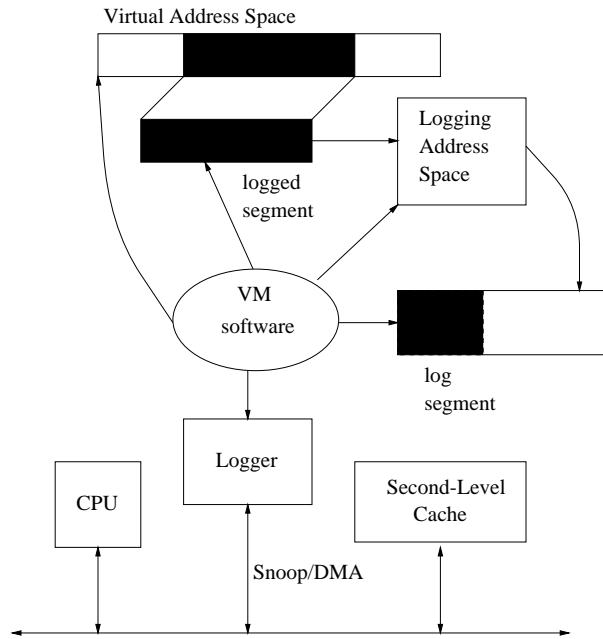 Virtual Address Space
Logging
Address
Space
logged
segment
VM
software
log
segment
Logger
CPU
Second-Level
Cache
Snoop/DMA